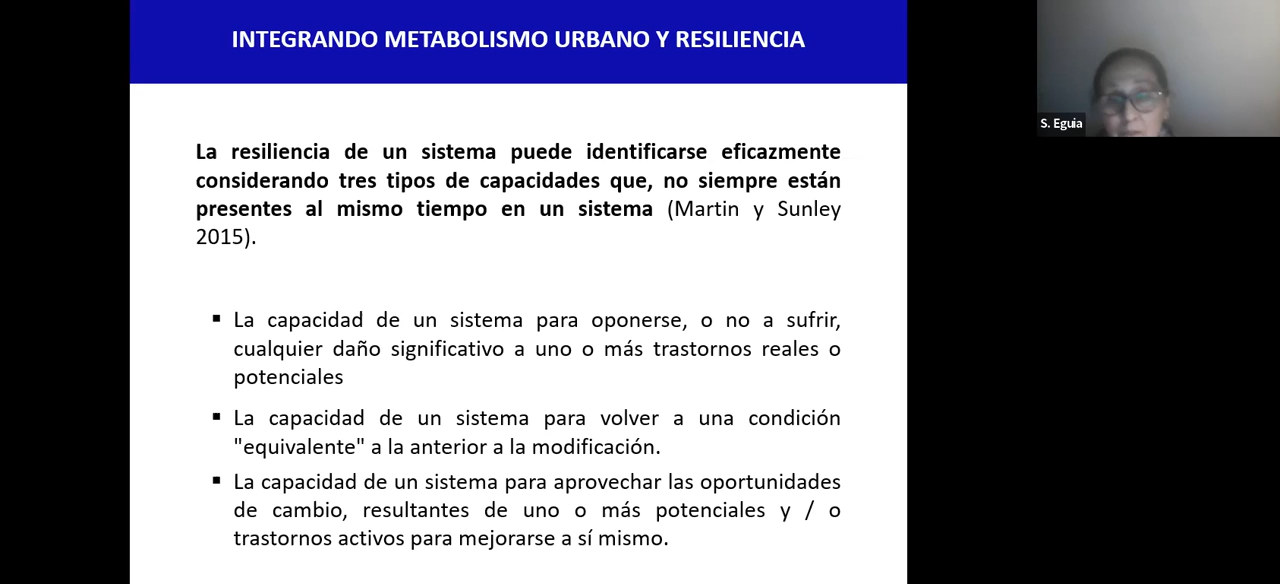 INTEGRANDO METABOLISMO URBANO Y RESILIENCIA
La resiliencia de un sistema puede identificarse eficazmente
considerando tres tipos de capacidades que, no siempre están
presentes al mismo tiempo en un sistema (Martin y Sunley
2015).
▪ La capacidad de un sistema para oponerse, o no a sufrir,
cualquier daño significativo a uno o más trastornos reales o
potenciales
▪ La capacidad de un sistema para volver a una condición
"equivalente" a la anterior a la modificación.
▪ La capacidad de un sistema para aprovechar las oportunidades
de cambio, resultantes de uno o más potenciales y / o
trastornos activos para mejorarse a sí mismo.
S. Eguia